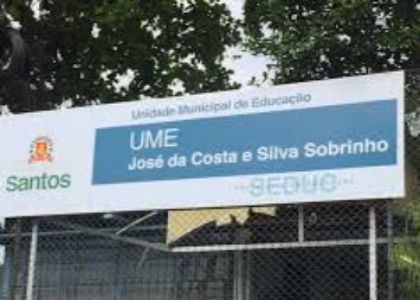 Unidade Municipal de Educação
UME
José da Costa e Silva Sobrinho
Santos
SEDUC